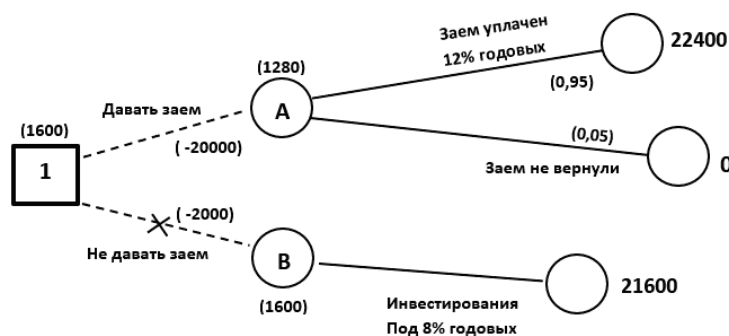 Заем уплачен
12% годовых
22400
(1280)
(0,95)
Давать заем
A
(1600)
(0,05)
( -20000)
1
Заем не вернули
0
( -2000)
Не давать заем
B
21600
(1600)
Инвестирования
Под 8% годовых